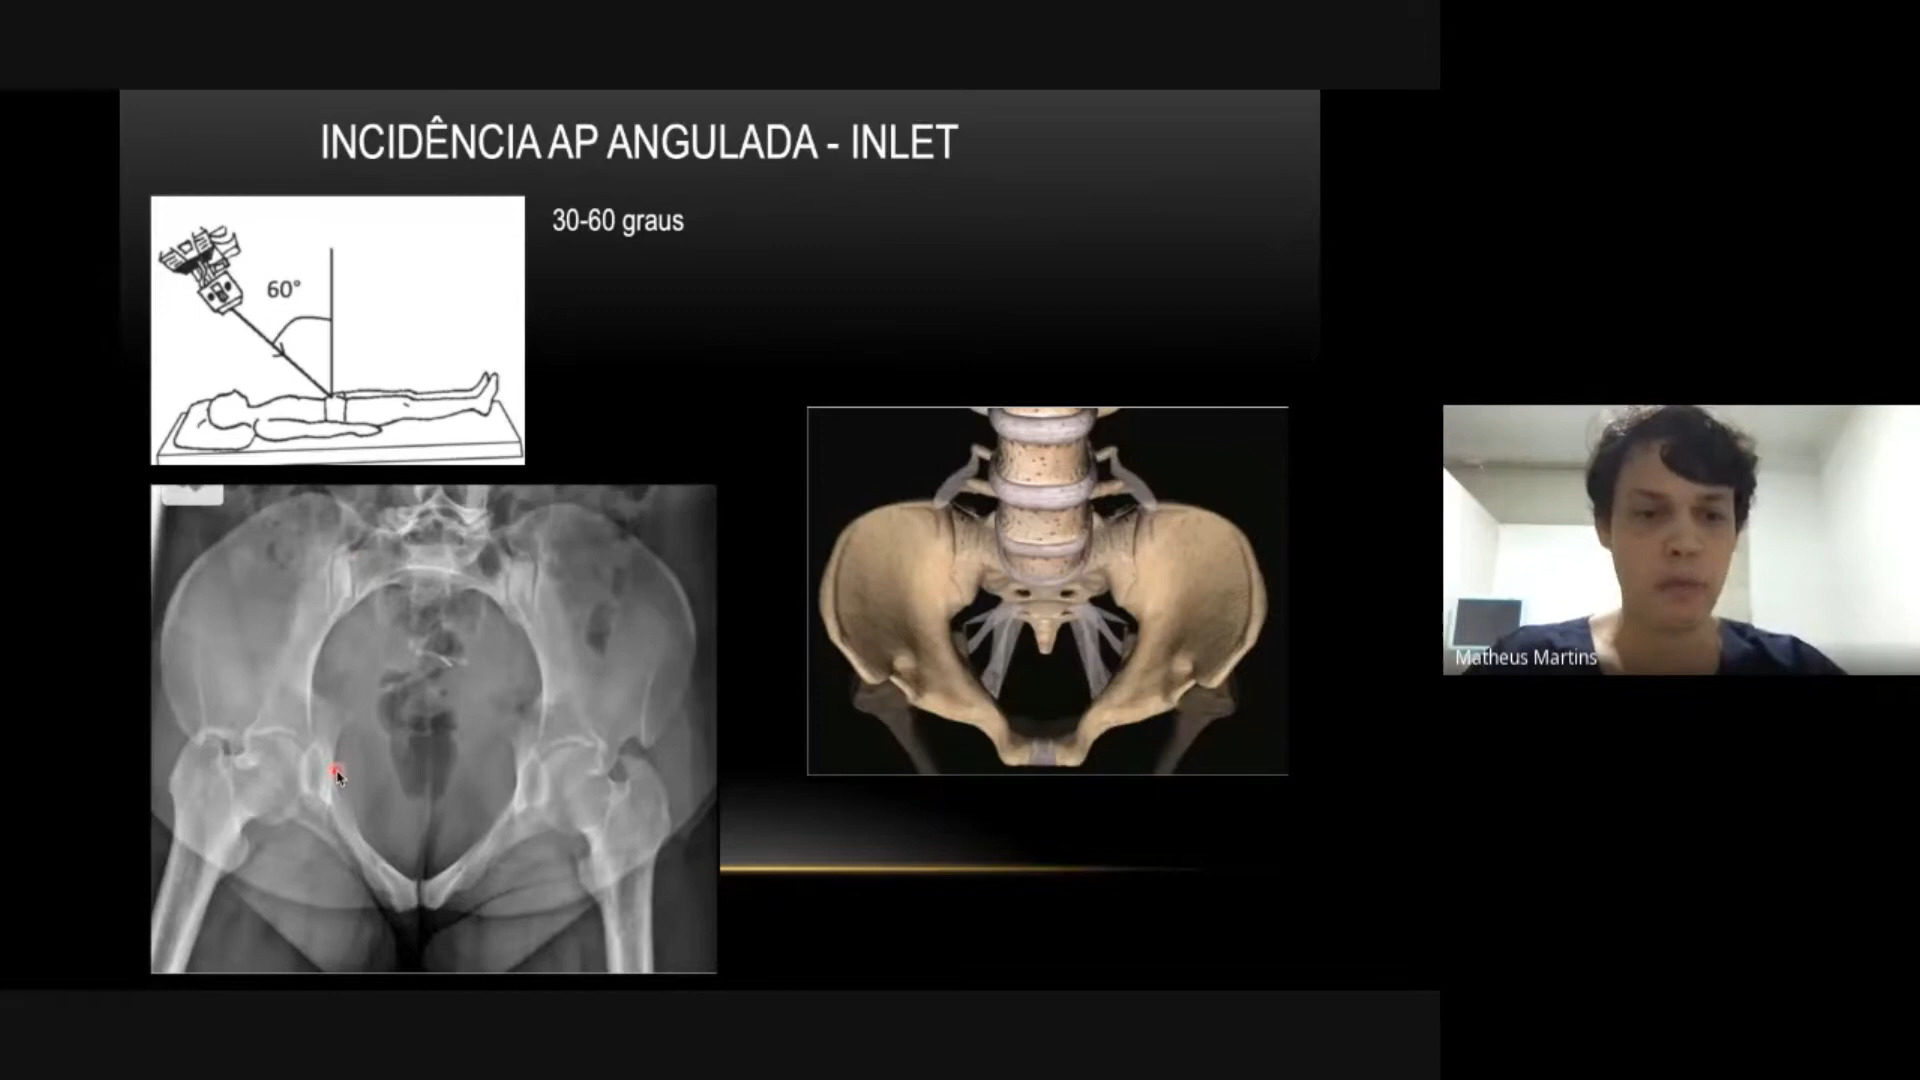 INCIDÊNCIA AP ANGULADA - INLET
30-60 graus
60°
Matheus Martins